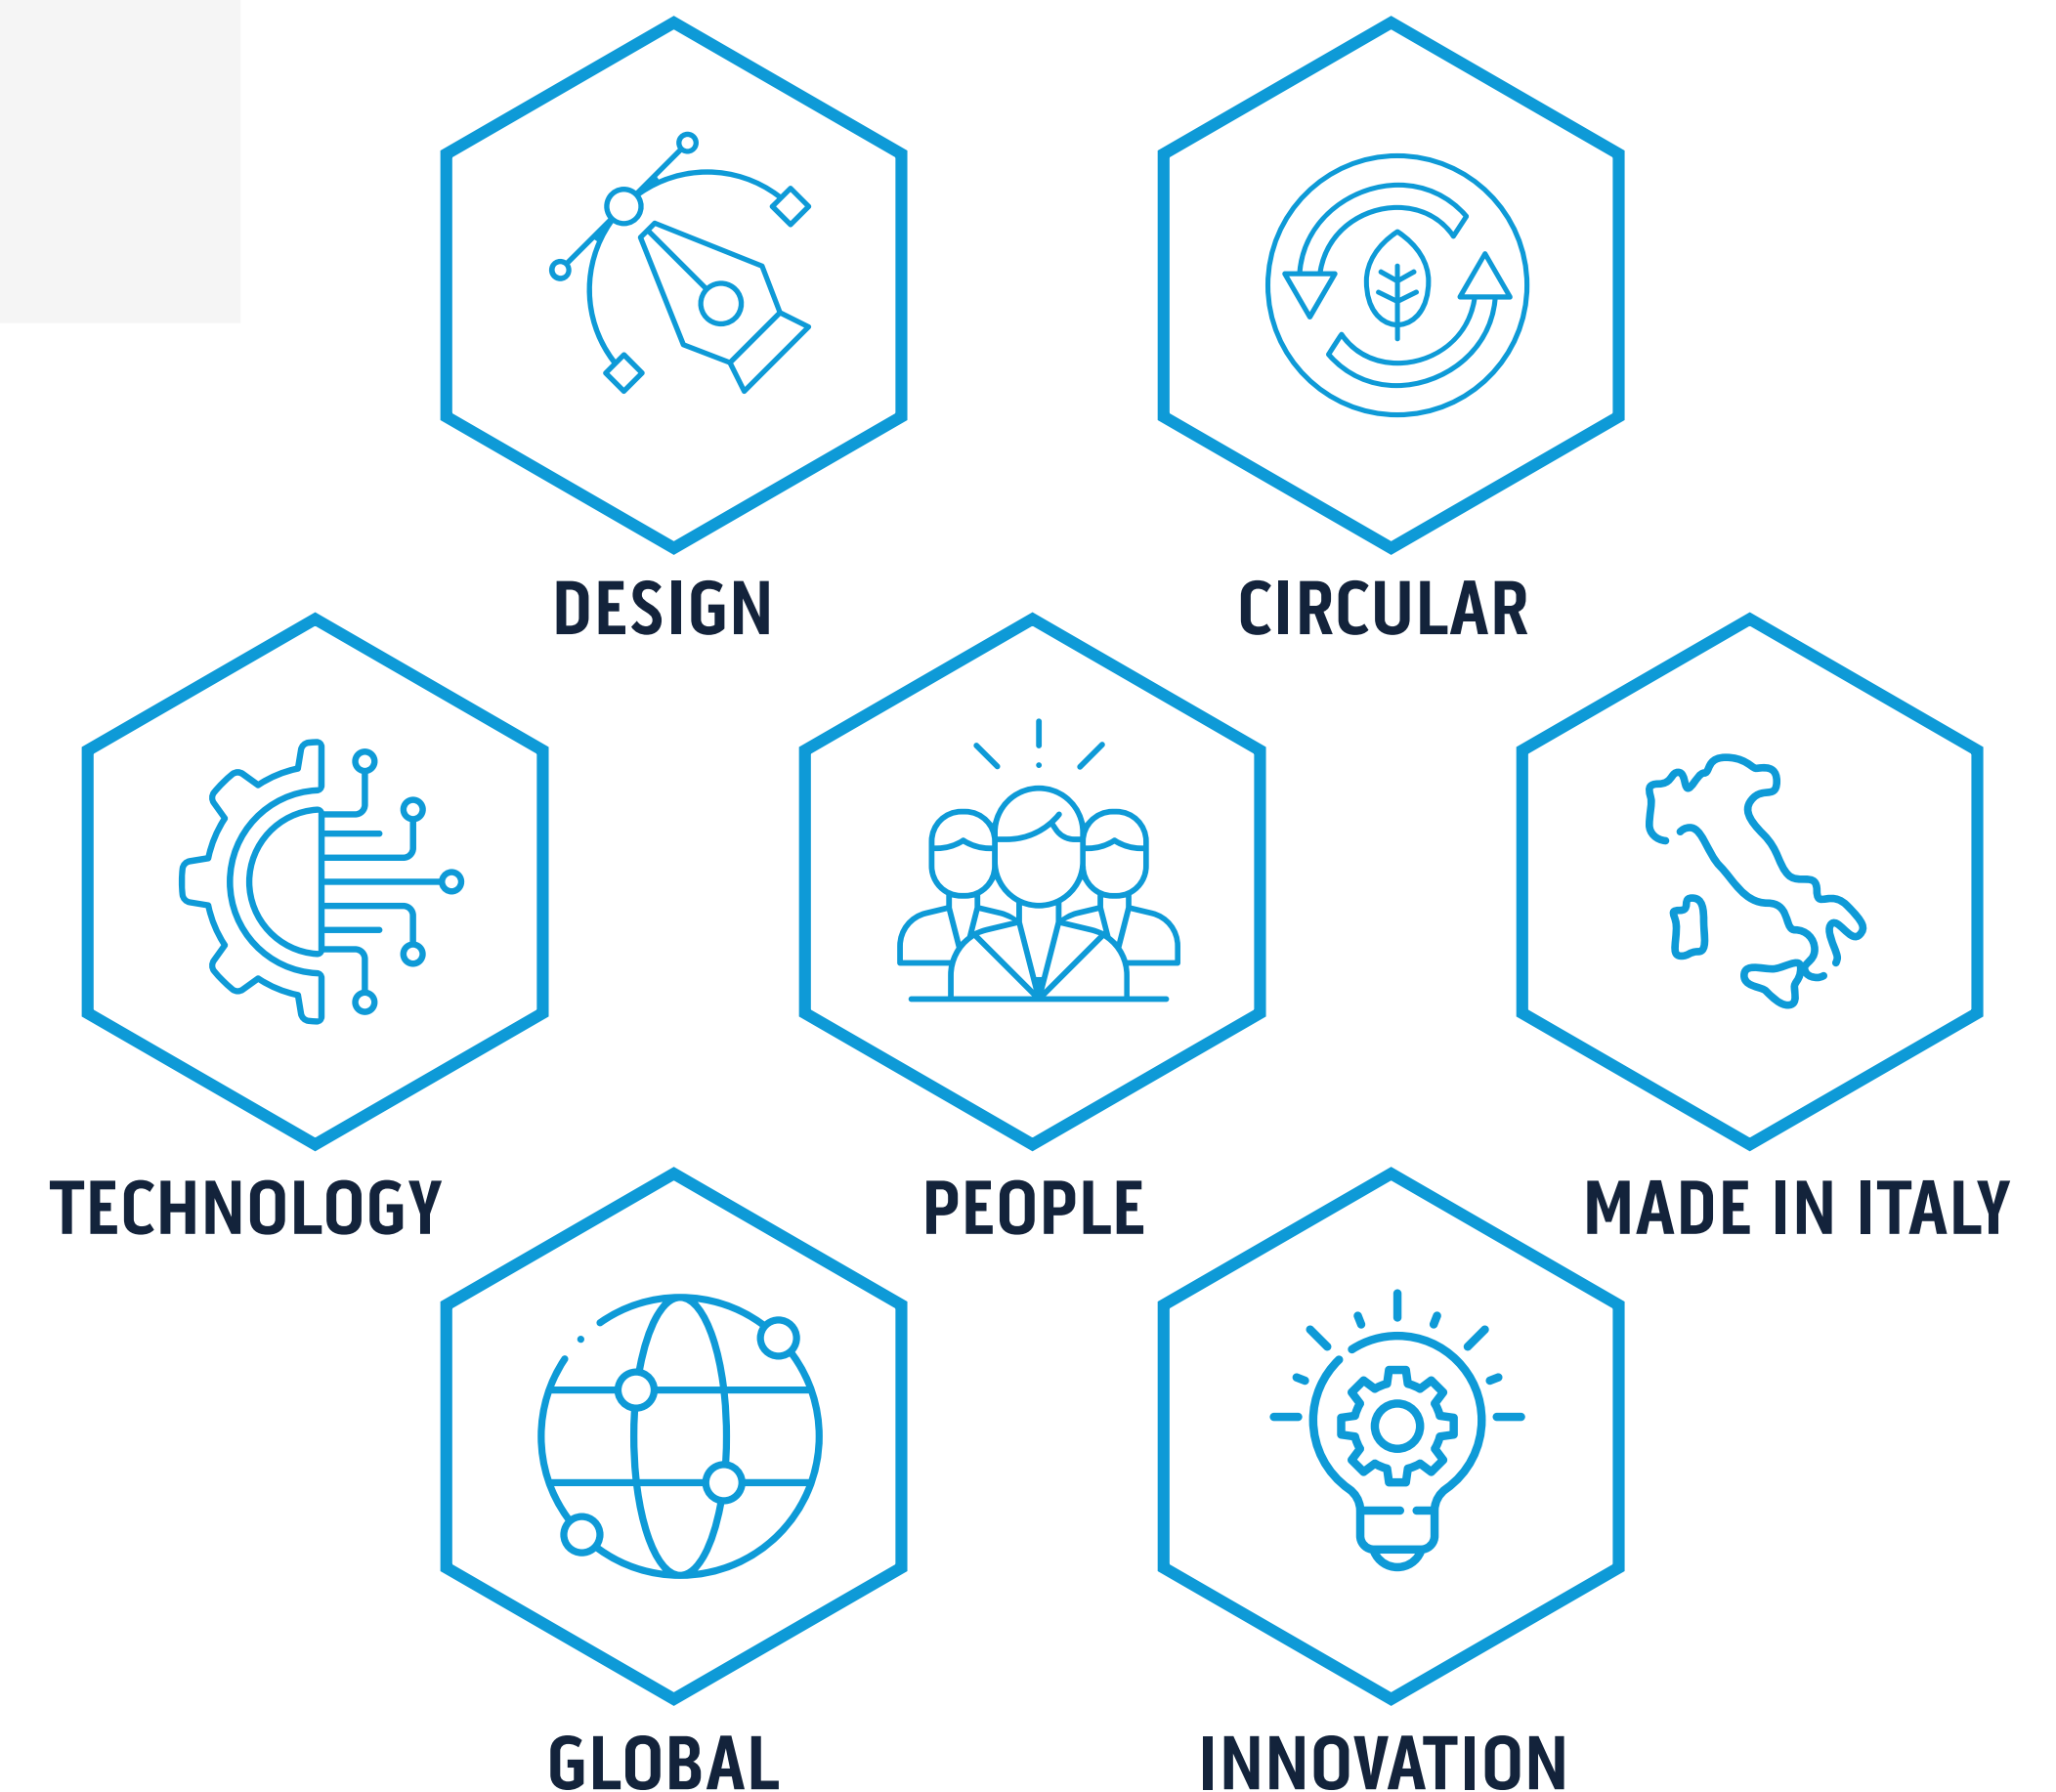 DESIGN
CIRCULAR
TECHNOLOGY
PEOPLE
MADE IN ITALY
GLOBAL
INNOVATION